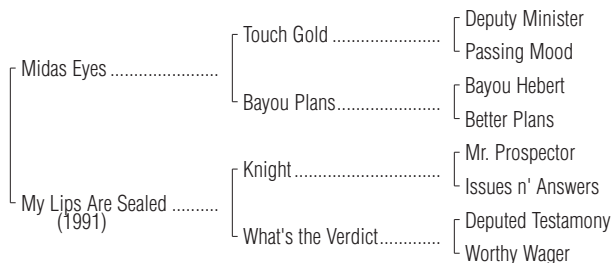 Deputy Minister
Touch Gold ........................
Passing Mood
Midas Eyes ........................
Bayou Hebert
Bayou Plans.......................
Better Plans
Mr. Prospector
Knight................................
Issues n' Answers
My Lips Are Sealed ..........
(1991)
Deputed Testamony
What's the Verdict.............
Worthy Wager